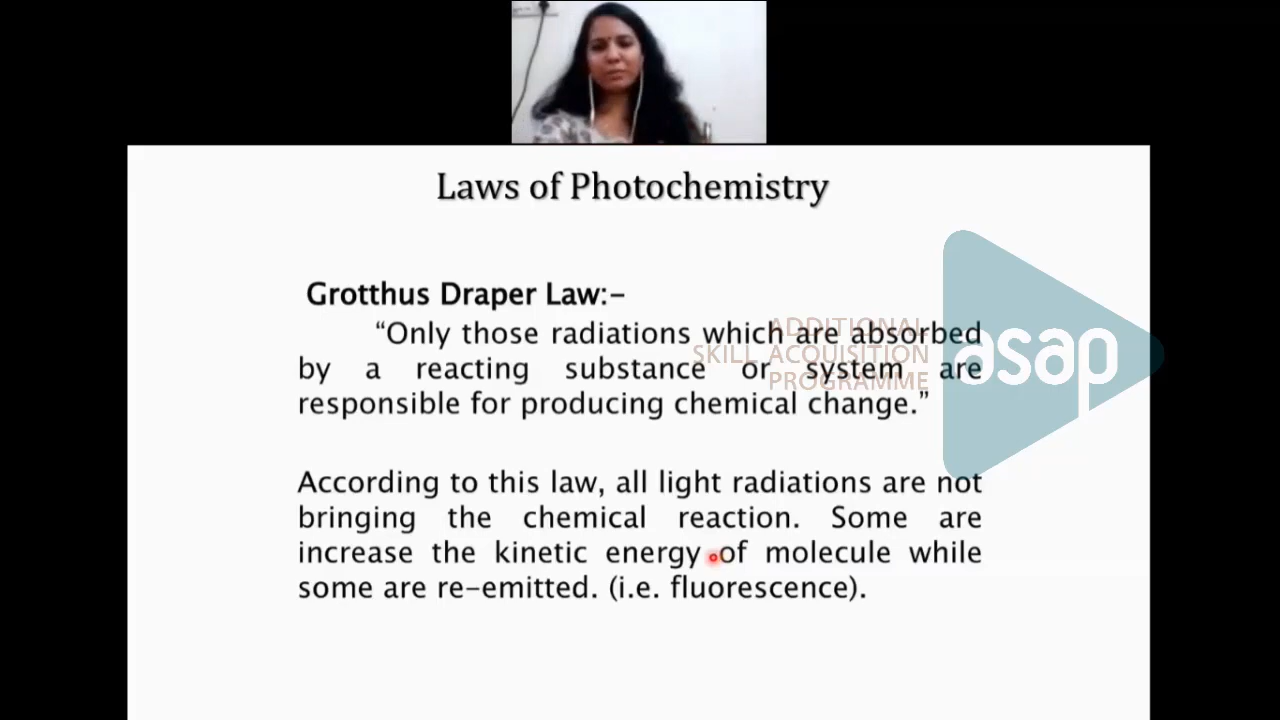 Laws of Photochemistry
Grotthus Draper Law:-
“Only those radiations which are absorbed
by a reacting substance or system are
responsible for producing chemical change.”
ADDITIONAL
SKILL ACQUISITION
PROGRAMME
asap
According to this law, all light radiations are not
bringing the chemical reaction. Some are
increase the kinetic energy of molecule while
some are re-emitted. (i.e. fluorescence).